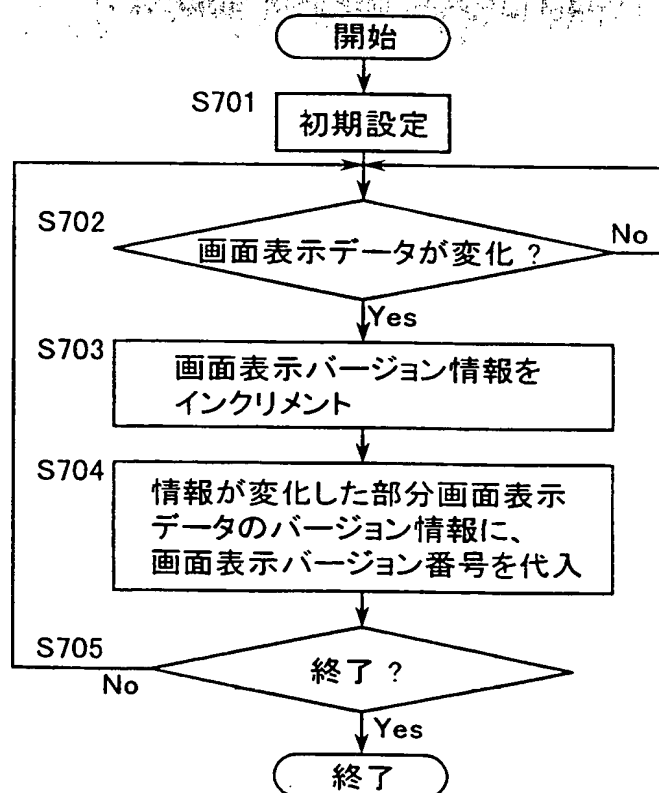 開始
S701
初期設定
S702
画面表示データが変化?
No
Yes
S703
画面表示バージョン情報を
インクリメント
S704
情報が変化した部分画面表示
データのバージョン情報に、
画面表示バージョン番号を代入
S705
終了?
No
Yes
終了